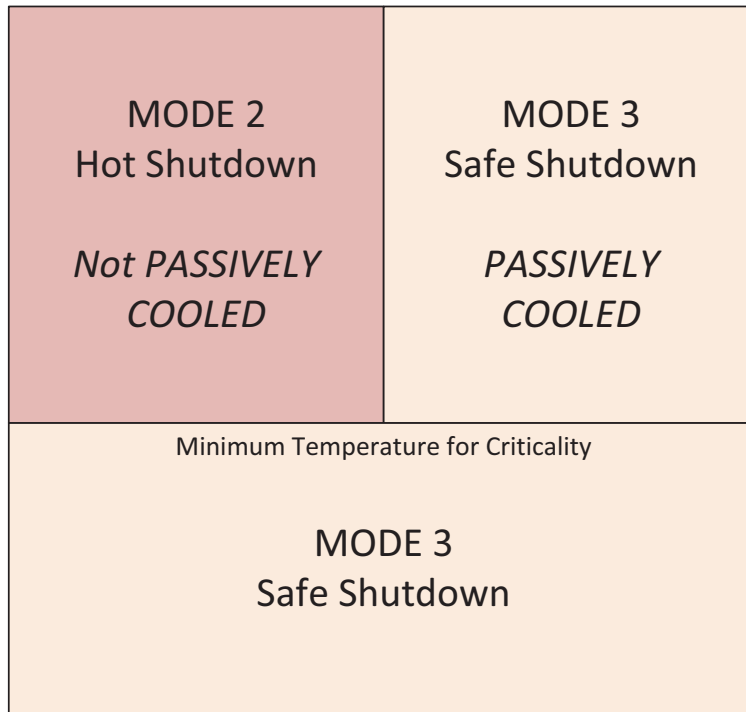 MODE 2
Hot Shutdown
Not PASSIVELY
COOLED
MODE 3
Safe Shutdown
PASSIVELY
COOLED
Minimum Temperature for Criticality
MODE 3
Safe Shutdown